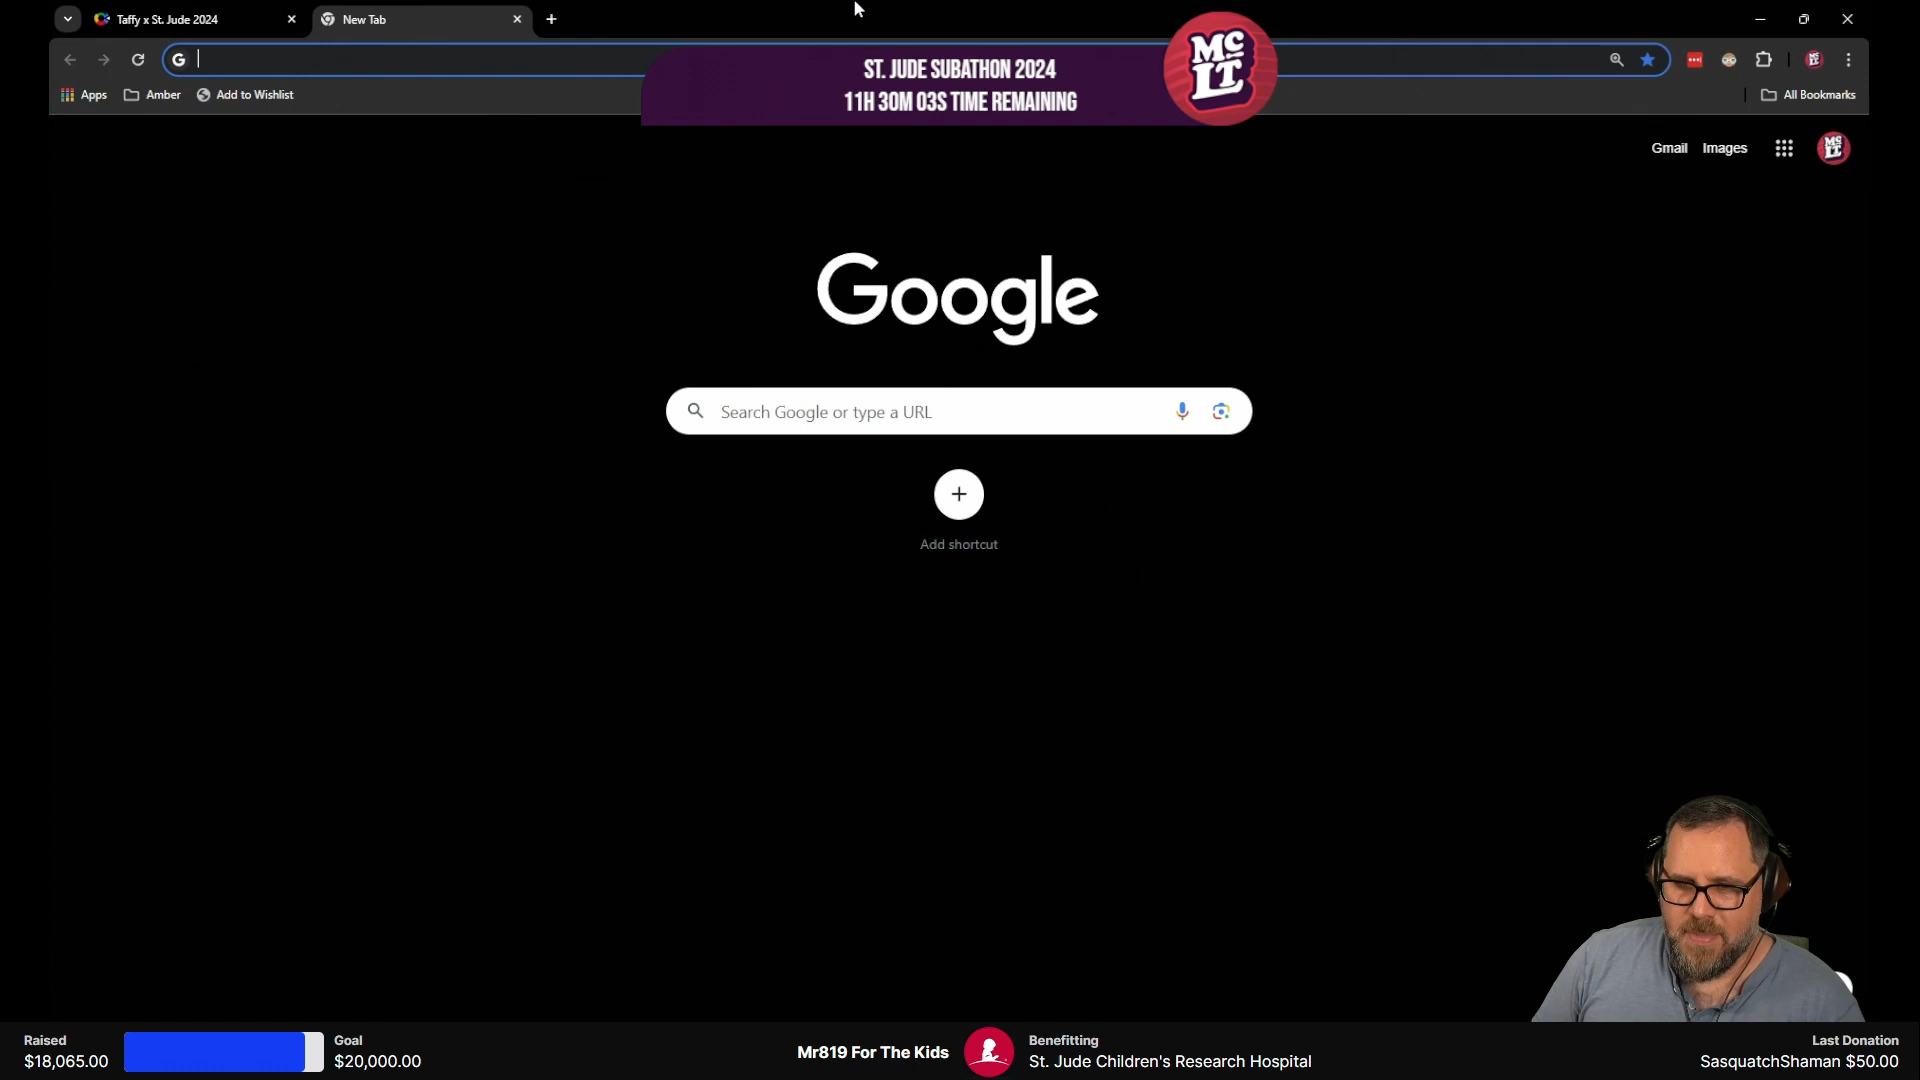 Taffy x St. Jude 2024
New Tab
ST. JUDE SUBATHON 2024
11H 30M 03S TIME REMAINING
McLT
Apps
Amber
Add to Wishlist
All Bookmarks
Gmail
Images
Google
Search Google or type a URL
Add shortcut
Raised
$18,065.00
Goal
$20,000.00
Mr819 For The Kids
Benefitting
St. Jude Children's Research Hospital
Last Donation
SasquatchShaman $50.00